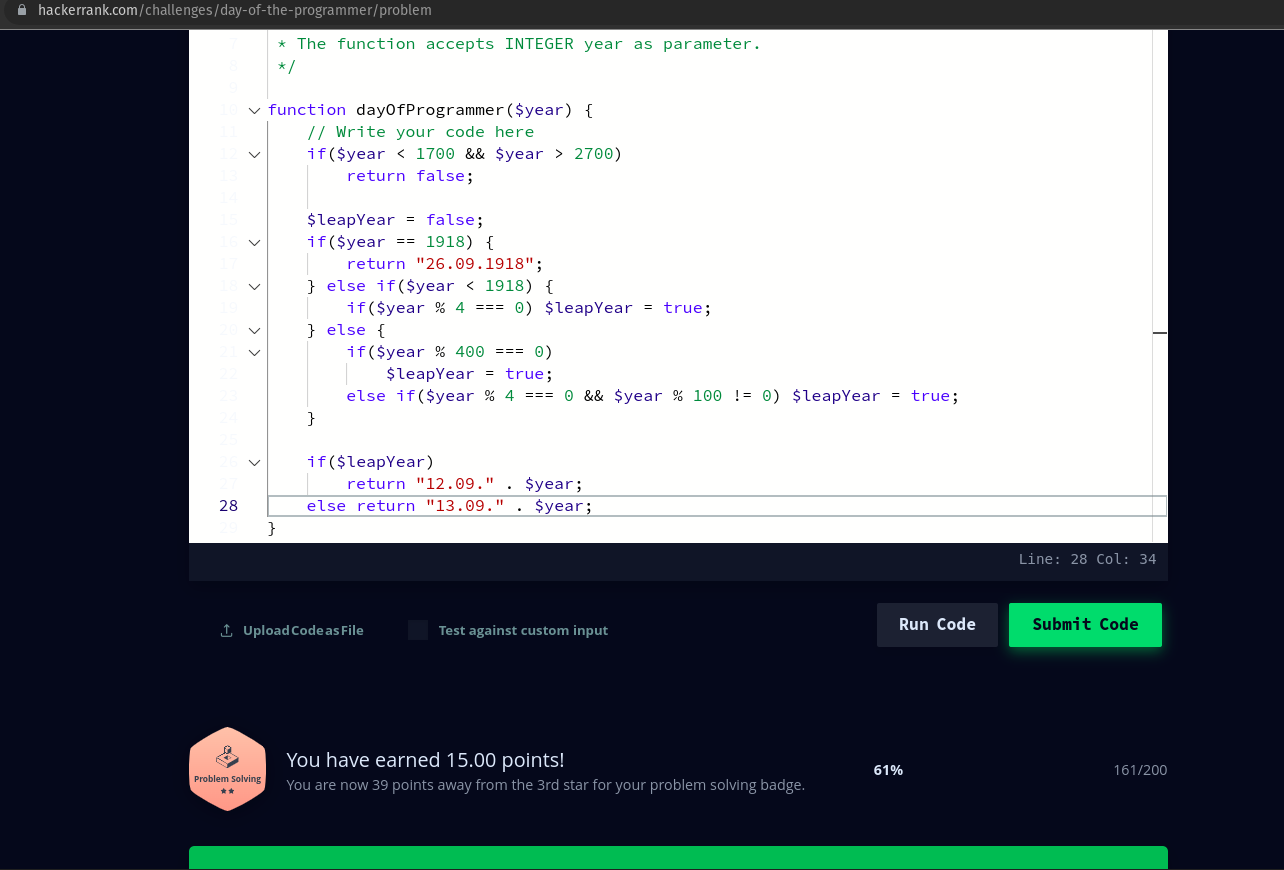 hackerrank.com/challenges/day-of-the-programmer/problem
7 * The function accepts INTEGER year as parameter.
8 */
9
10 function dayOfProgrammer($year) {
11 // Write your code here
12 if($year < 1700 && $year > 2700)
13 return false;
14
15 $leapYear = false;
16 if($year == 1918) {
17 return "26.09.1918";
18 } else if($year < 1918) {
19 if($year % 4 === 0) $leapYear = true;
20 } else {
21 if($year % 400 === 0)
22 $leapYear = true;
23 else if($year % 4 === 0 && $year % 100 != 0) $leapYear = true;
24 }
25
26 if($leapYear)
27 return "12.09." . $year;
28 else return "13.09." . $year;
29 }
Line: 28 Col: 34
Upload Code as File
Test against custom input
Run Code
Submit Code
Problem Solving
You have earned 15.00 points!
You are now 39 points away from the 3rd star for your problem solving badge.
61%
161/200